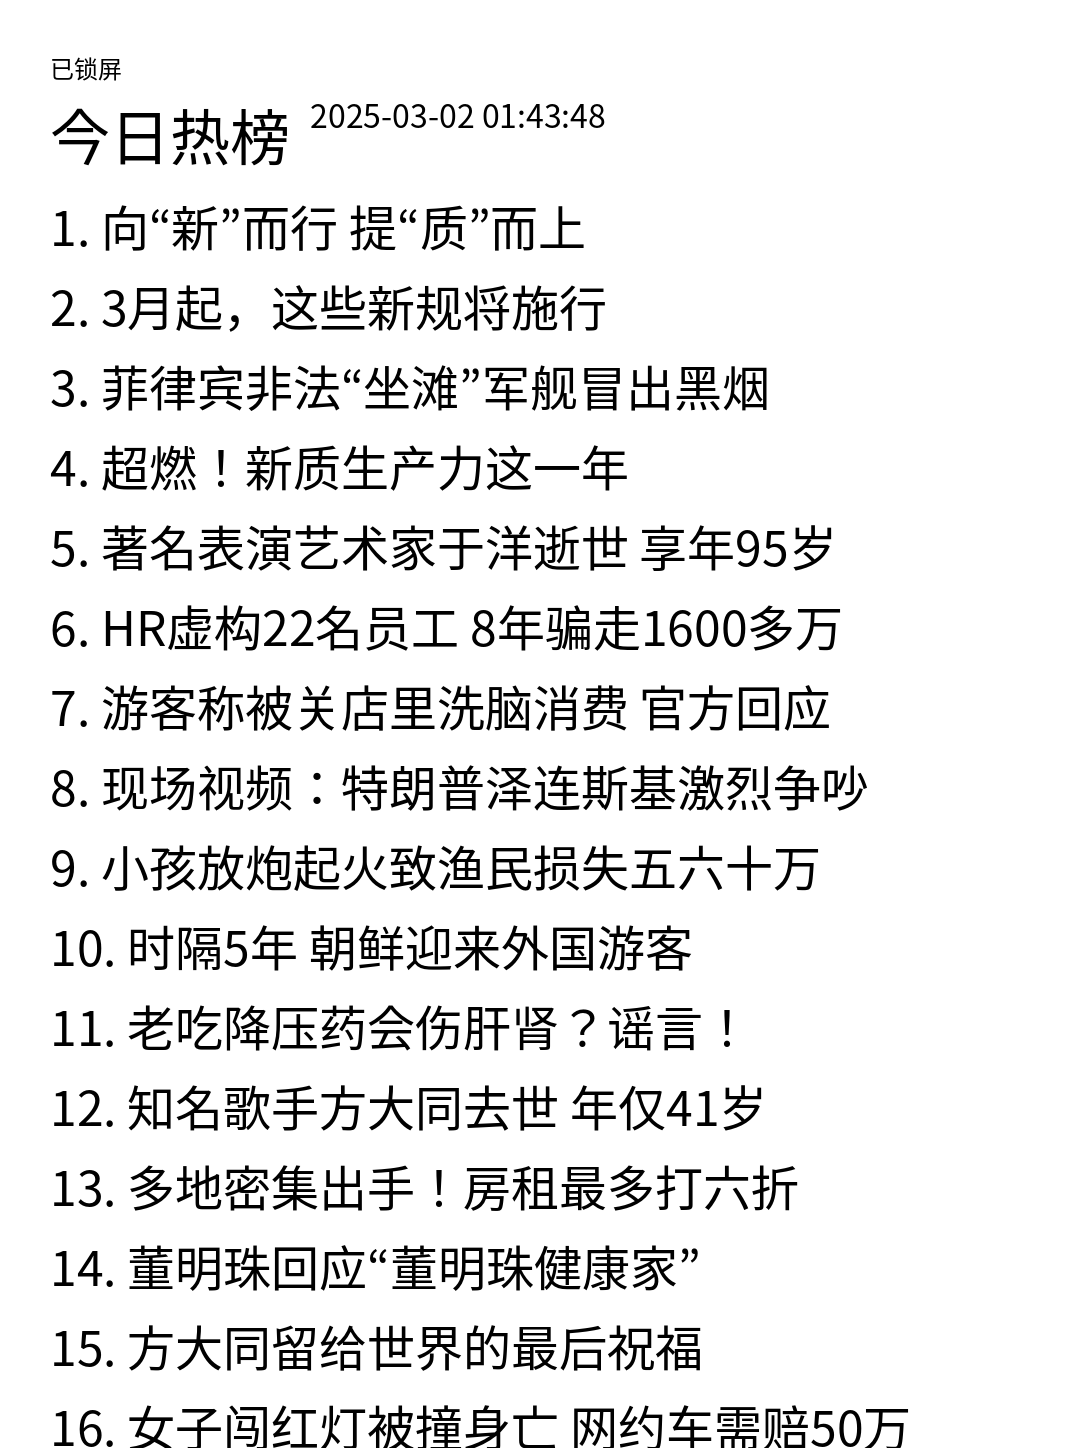 已锁屏
今日热榜 2025-03-02 01:43:48
1. 向“新”而行 提“质”而上
2. 3月起，这些新规将施行
3. 菲律宾非法“坐滩”军舰冒出黑烟
4. 超燃！新质生产力这一年
5. 著名表演艺术家于洋逝世 享年95岁
6. HR虚构22名员工 8年骗走1600多万
7. 游客称被关店里洗脑消费 官方回应
8. 现场视频：特朗普泽连斯基激烈争吵
9. 小孩放炮起火致渔民损失五六十万
10. 时隔5年 朝鲜迎来外国游客
11. 老吃降压药会伤肝肾？谣言！
12. 知名歌手方大同去世 年仅41岁
13. 多地密集出手！房租最多打六折
14. 董明珠回应“董明珠健康家”
15. 方大同留给世界的最后祝福
16. 女子闯红灯被撞身亡 网约车需赔50万